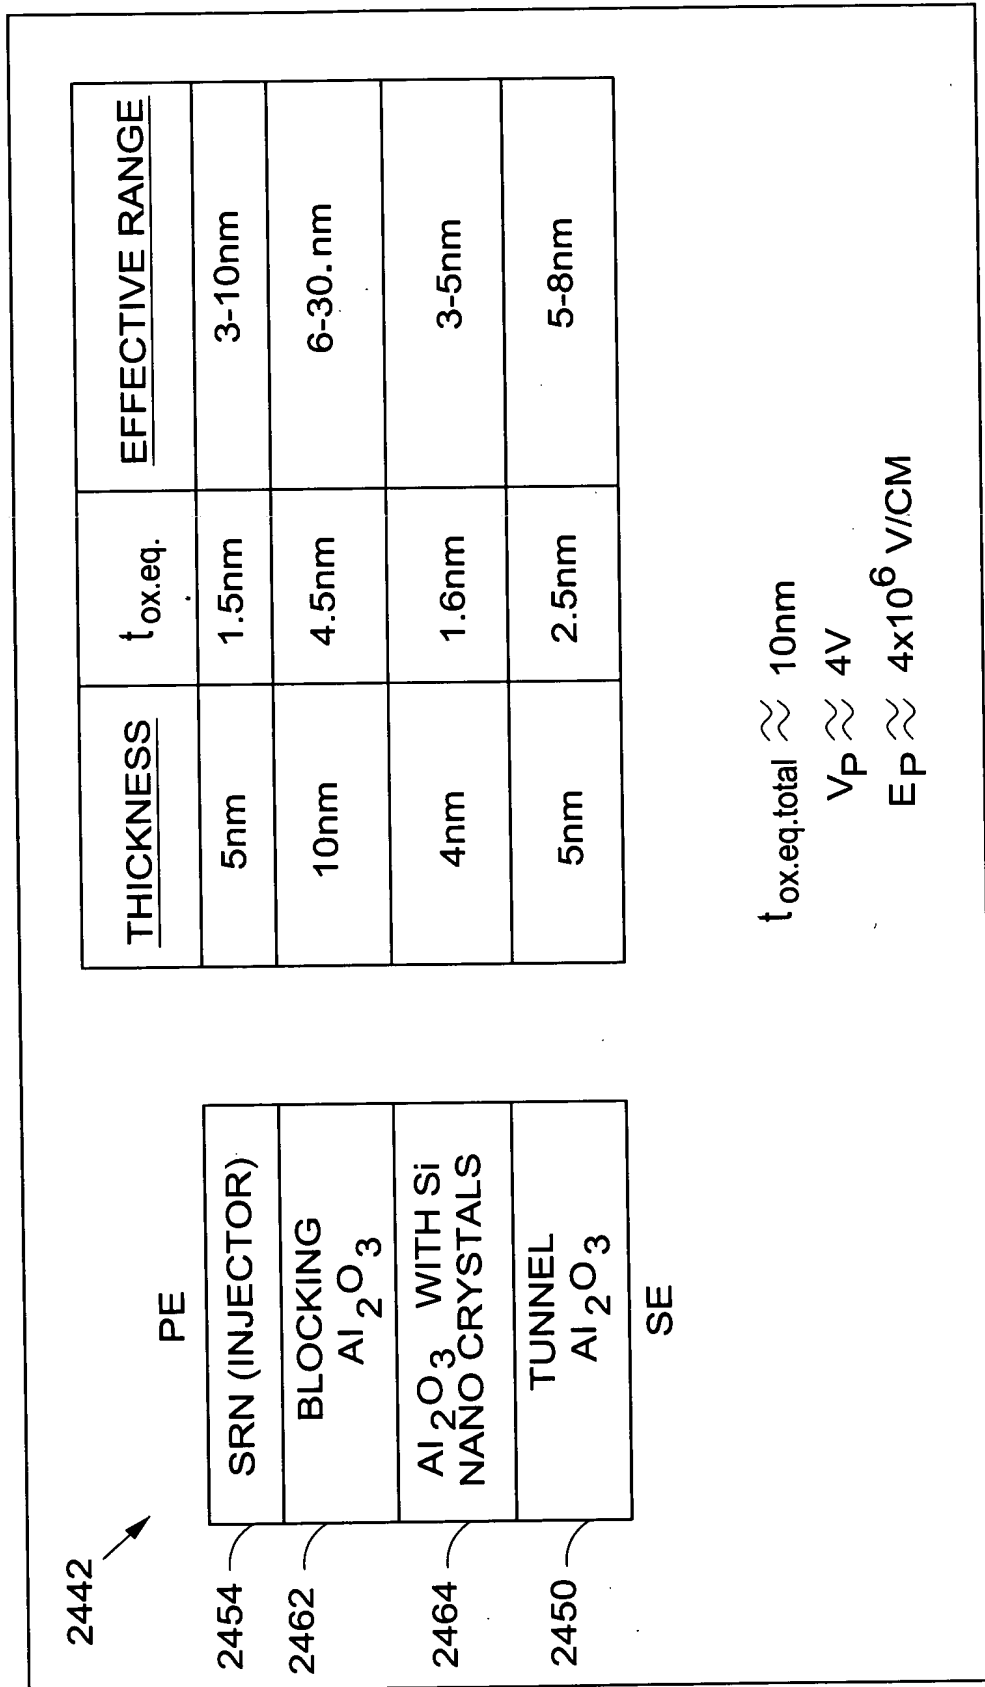 2442
PE
2454
SRN (INJECTOR)
2462
BLOCKING
Al2O3
2464
Al2O3 WITH Si
NANO CRYSTALS
2450
TUNNEL
Al2O3
SE
THICKNESS tox.eq. EFFECTIVE RANGE
5nm 1.5nm 3-10nm
10nm 4.5nm 6-30.nm
4nm 1.6nm 3-5nm
5nm 2.5nm 5-8nm
tox.eq.total ≈ 10nm
VP ≈ 4V
EP ≈ 4x10^6 V/CM